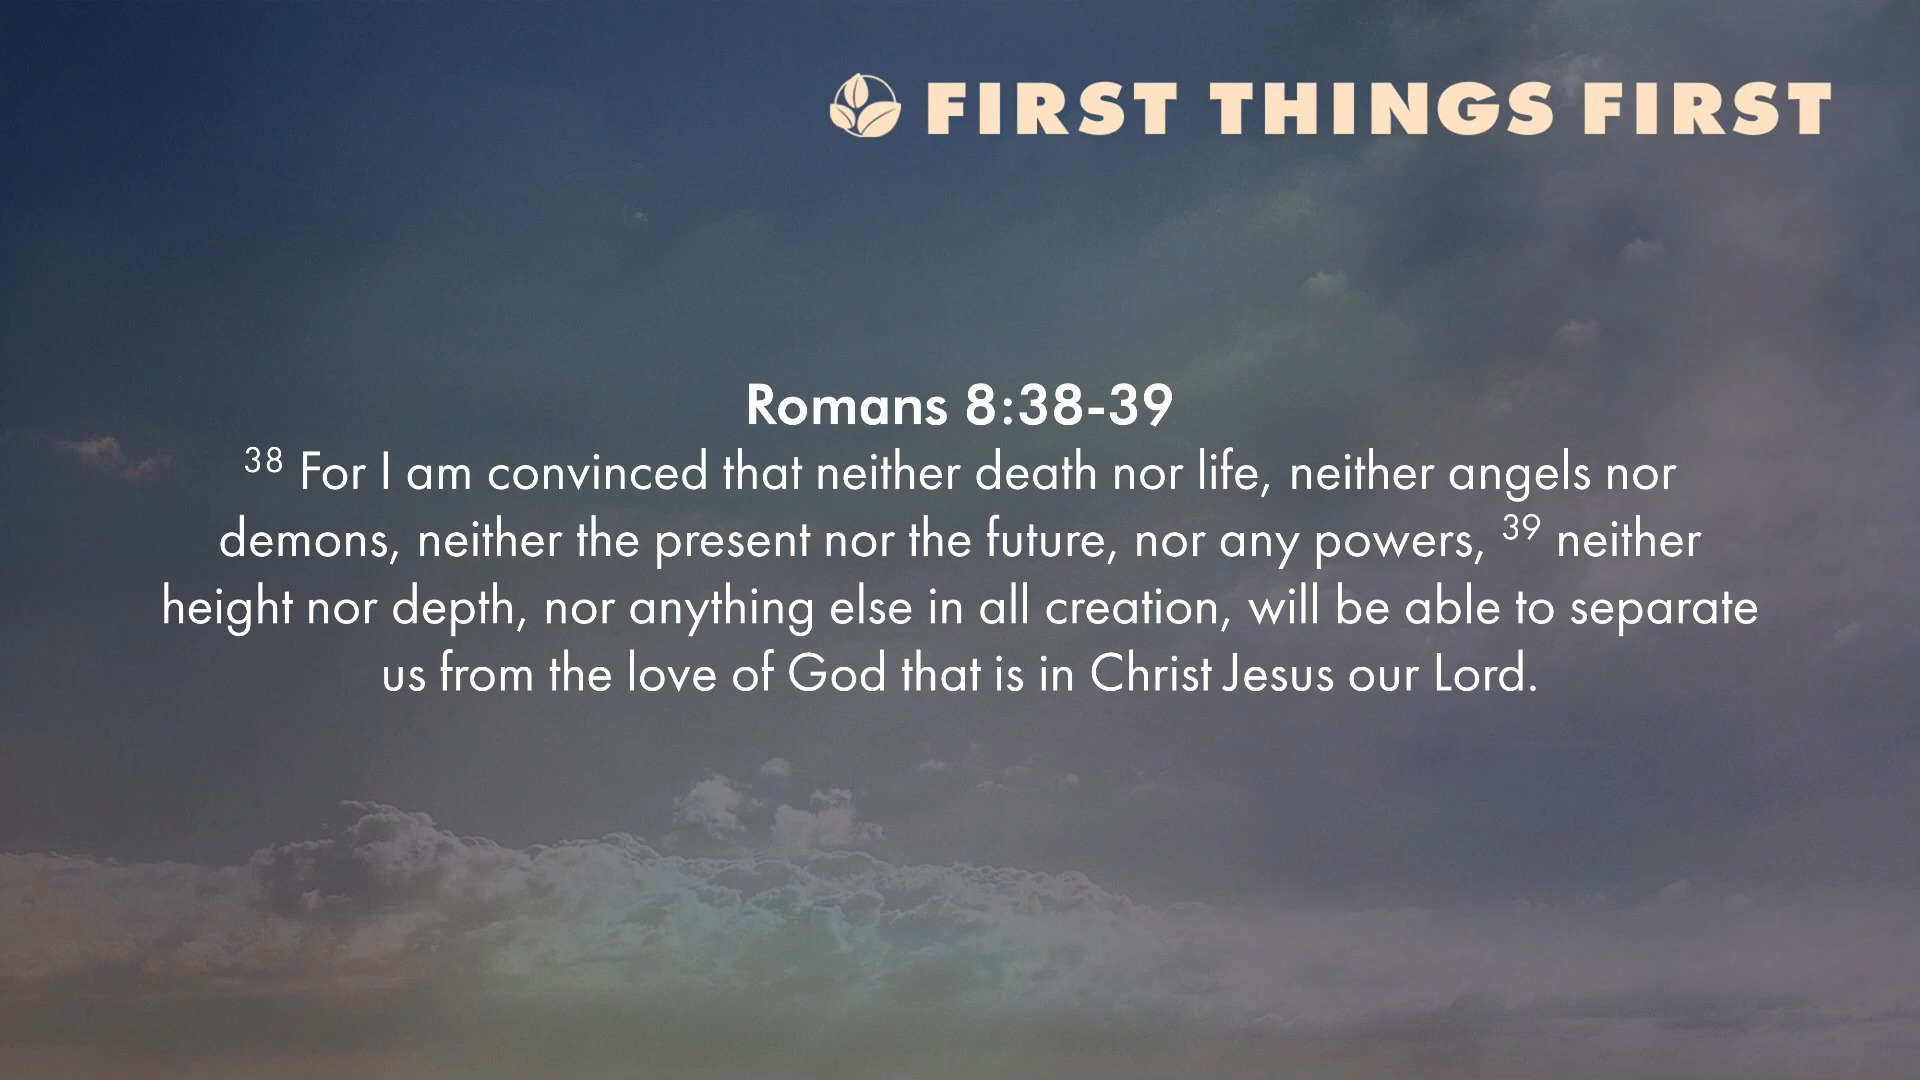 FIRST THINGS FIRST
Romans 8:38-39
38 For I am convinced that neither death nor life, neither angels nor
demons, neither the present nor the future, nor any powers, 39 neither
height nor depth, nor anything else in all creation, will be able to separate
us from the love of God that is in Christ Jesus our Lord.